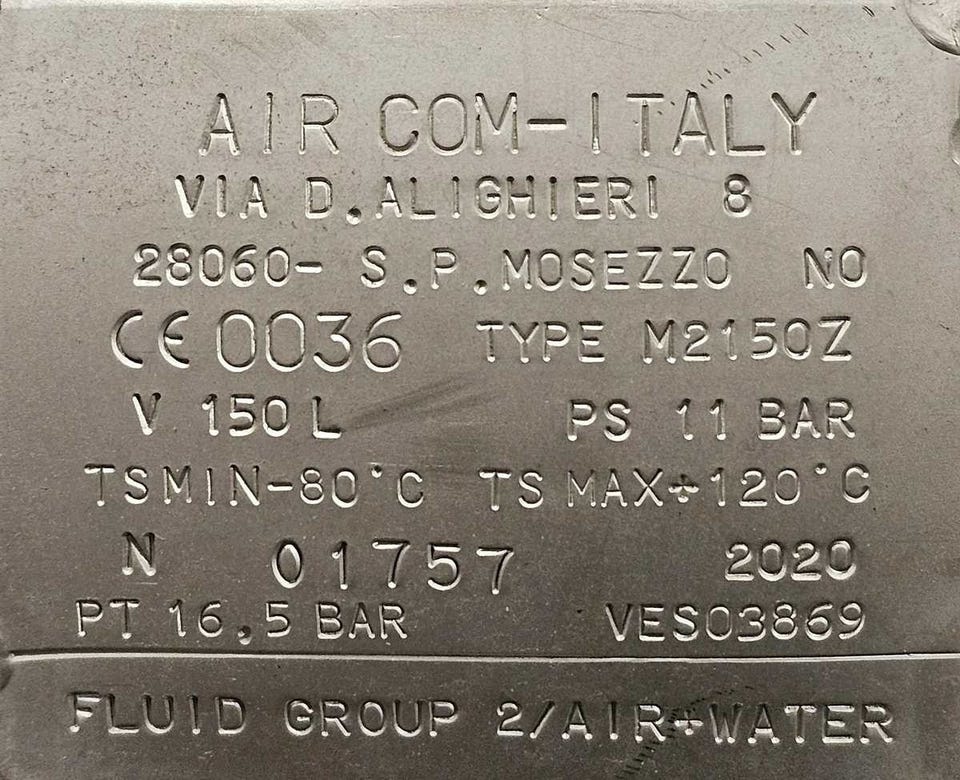 AIR COM-ITALY
VIA D.ALIGHIERI 8
28060- S.P.MOSEZZO NO
CE 0036 TYPE M2150Z
V 150 L PS 11 BAR
TSMIN-80°C TS MAX+120°C
N 01757 2020
PT 16,5 BAR VES03869
FLUID GROUP 2/AIR+WATER